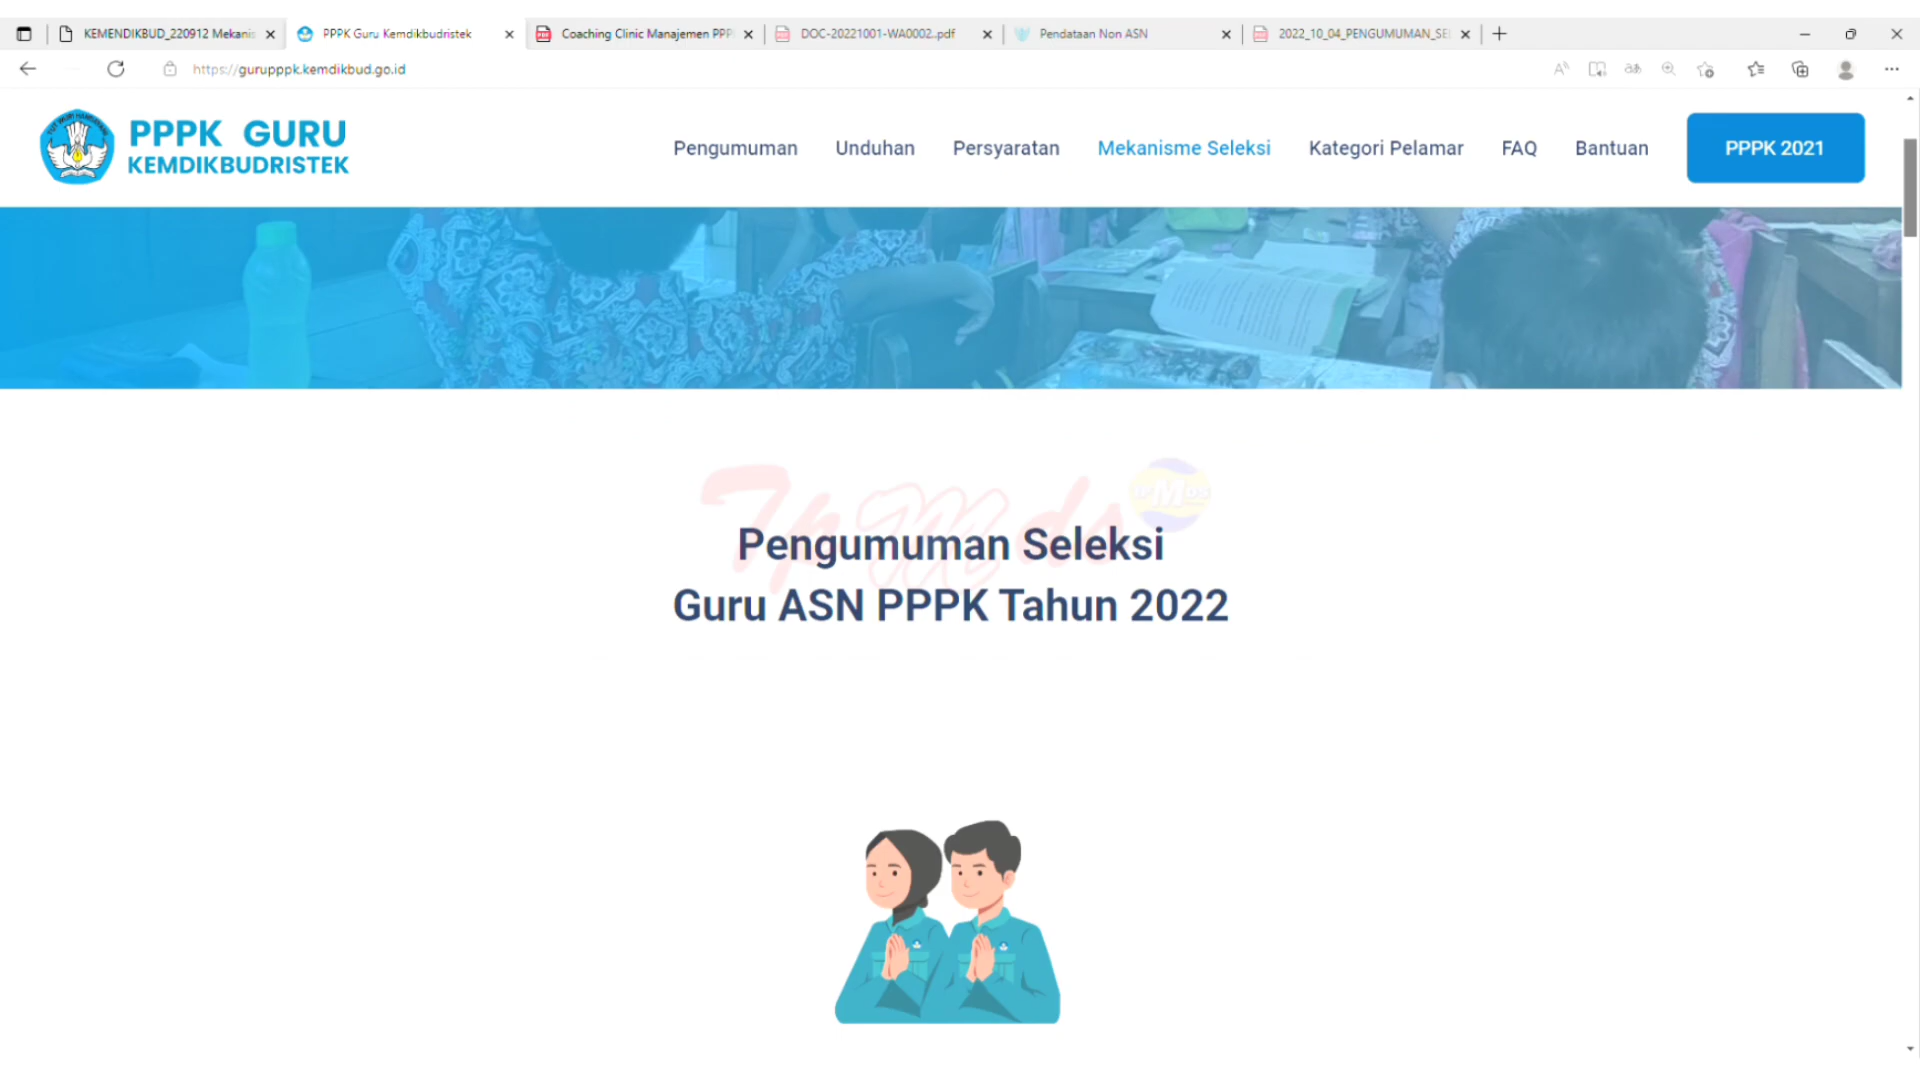 KEMENDIKBUD_220912 Mekanis
PPPK Guru Kemdikbudristek
Coaching Clinic Manajemen PPP
DOC-20221001-WA0002..pdf
Pendataan Non ASN
2022_10_04_PENGUMUMAN_SE
https://gurupppk.kemdikbud.go.id
PPPK GURU
KEMDIKBUDRISTEK
Pengumuman
Unduhan
Persyaratan
Mekanisme Seleksi
Kategori Pelamar
FAQ
Bantuan
PPPK 2021
TpMds
Pengumuman Seleksi
Guru ASN PPPK Tahun 2022